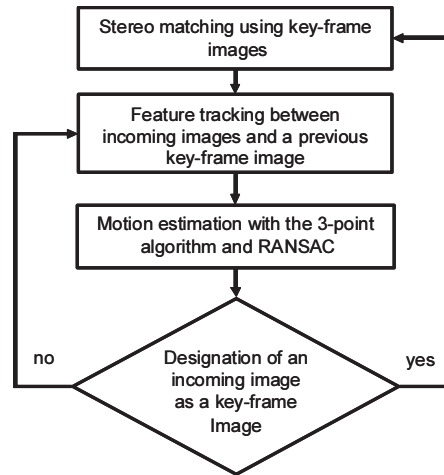 Stereo matching using key-frame
images
Feature tracking between
incoming images and a previous
key-frame image
Motion estimation with the 3-point
algorithm and RANSAC
no
Designation of an
incoming image
as a key-frame
Image
yes